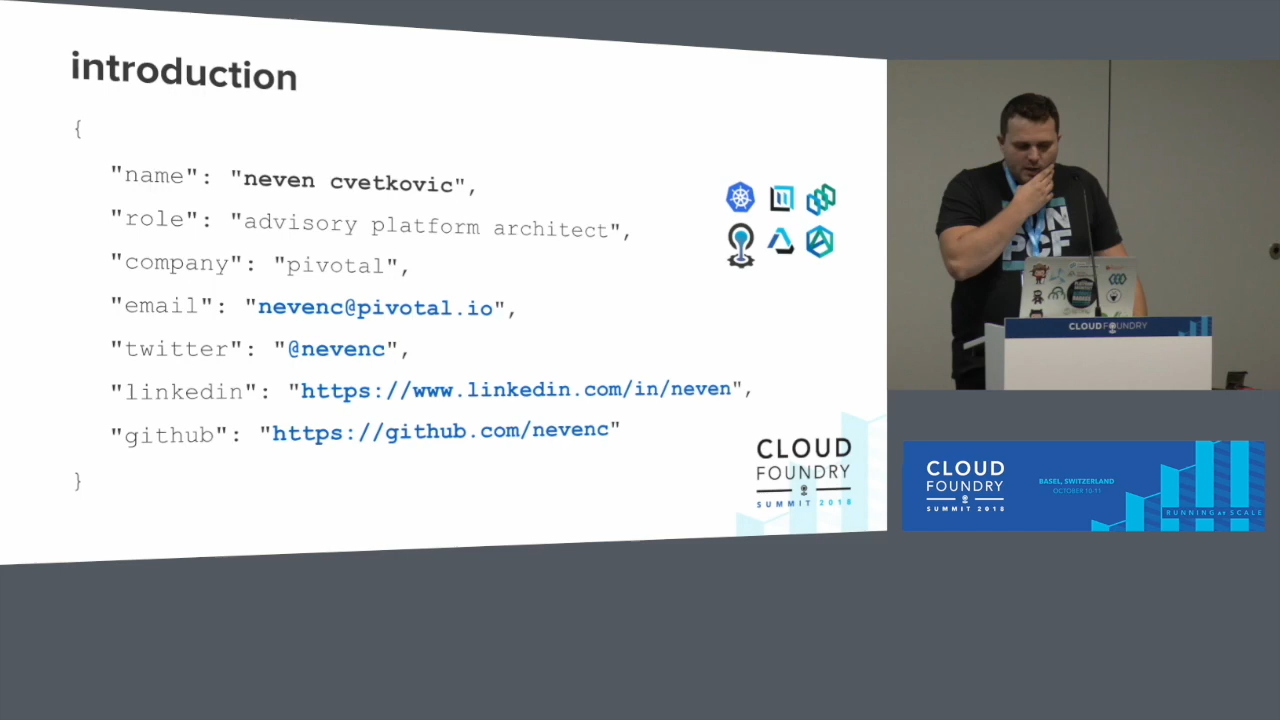 introduction
{
"name": "neven cvetkovic",
"role": "advisory platform architect",
"company": "pivotal",
"email": "nevenc@pivotal.io",
"twitter": "@nevenc",
"linkedin": "https://www.linkedin.com/in/neven",
"github": "https://github.com/nevenc"
}
CLOUD
FOUNDRY
SUMMIT 2018
PCF
CLOUDFOUNDRY
CLOUD
FOUNDRY
SUMMIT 2018
BASEL, SWITZERLAND
OCTOBER 10-11
RUNNING AT SCALE